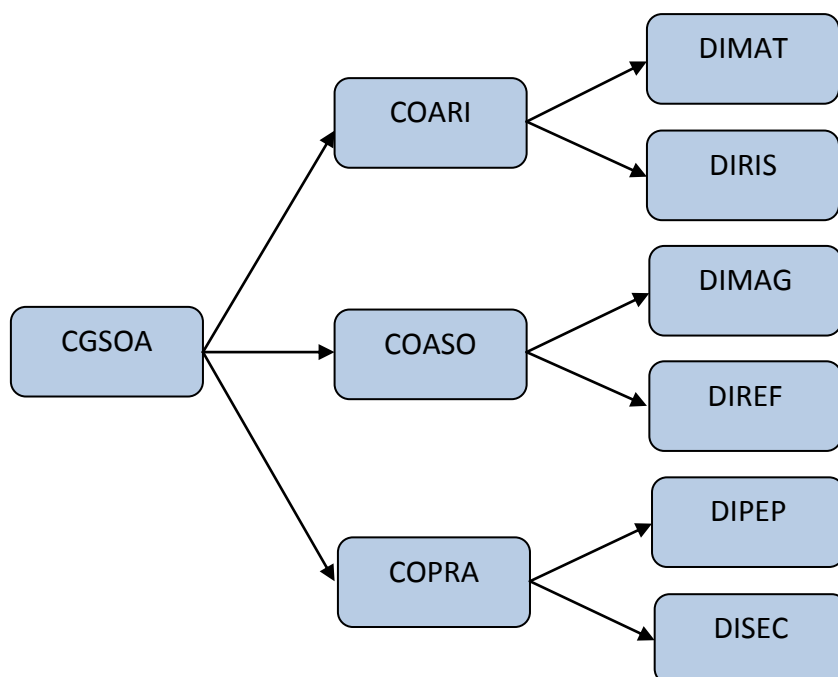 CGSOA
COARI
DIMAT
DIRIS
COASO
DIMAG
DIREF
COPRA
DIPEP
DISEC